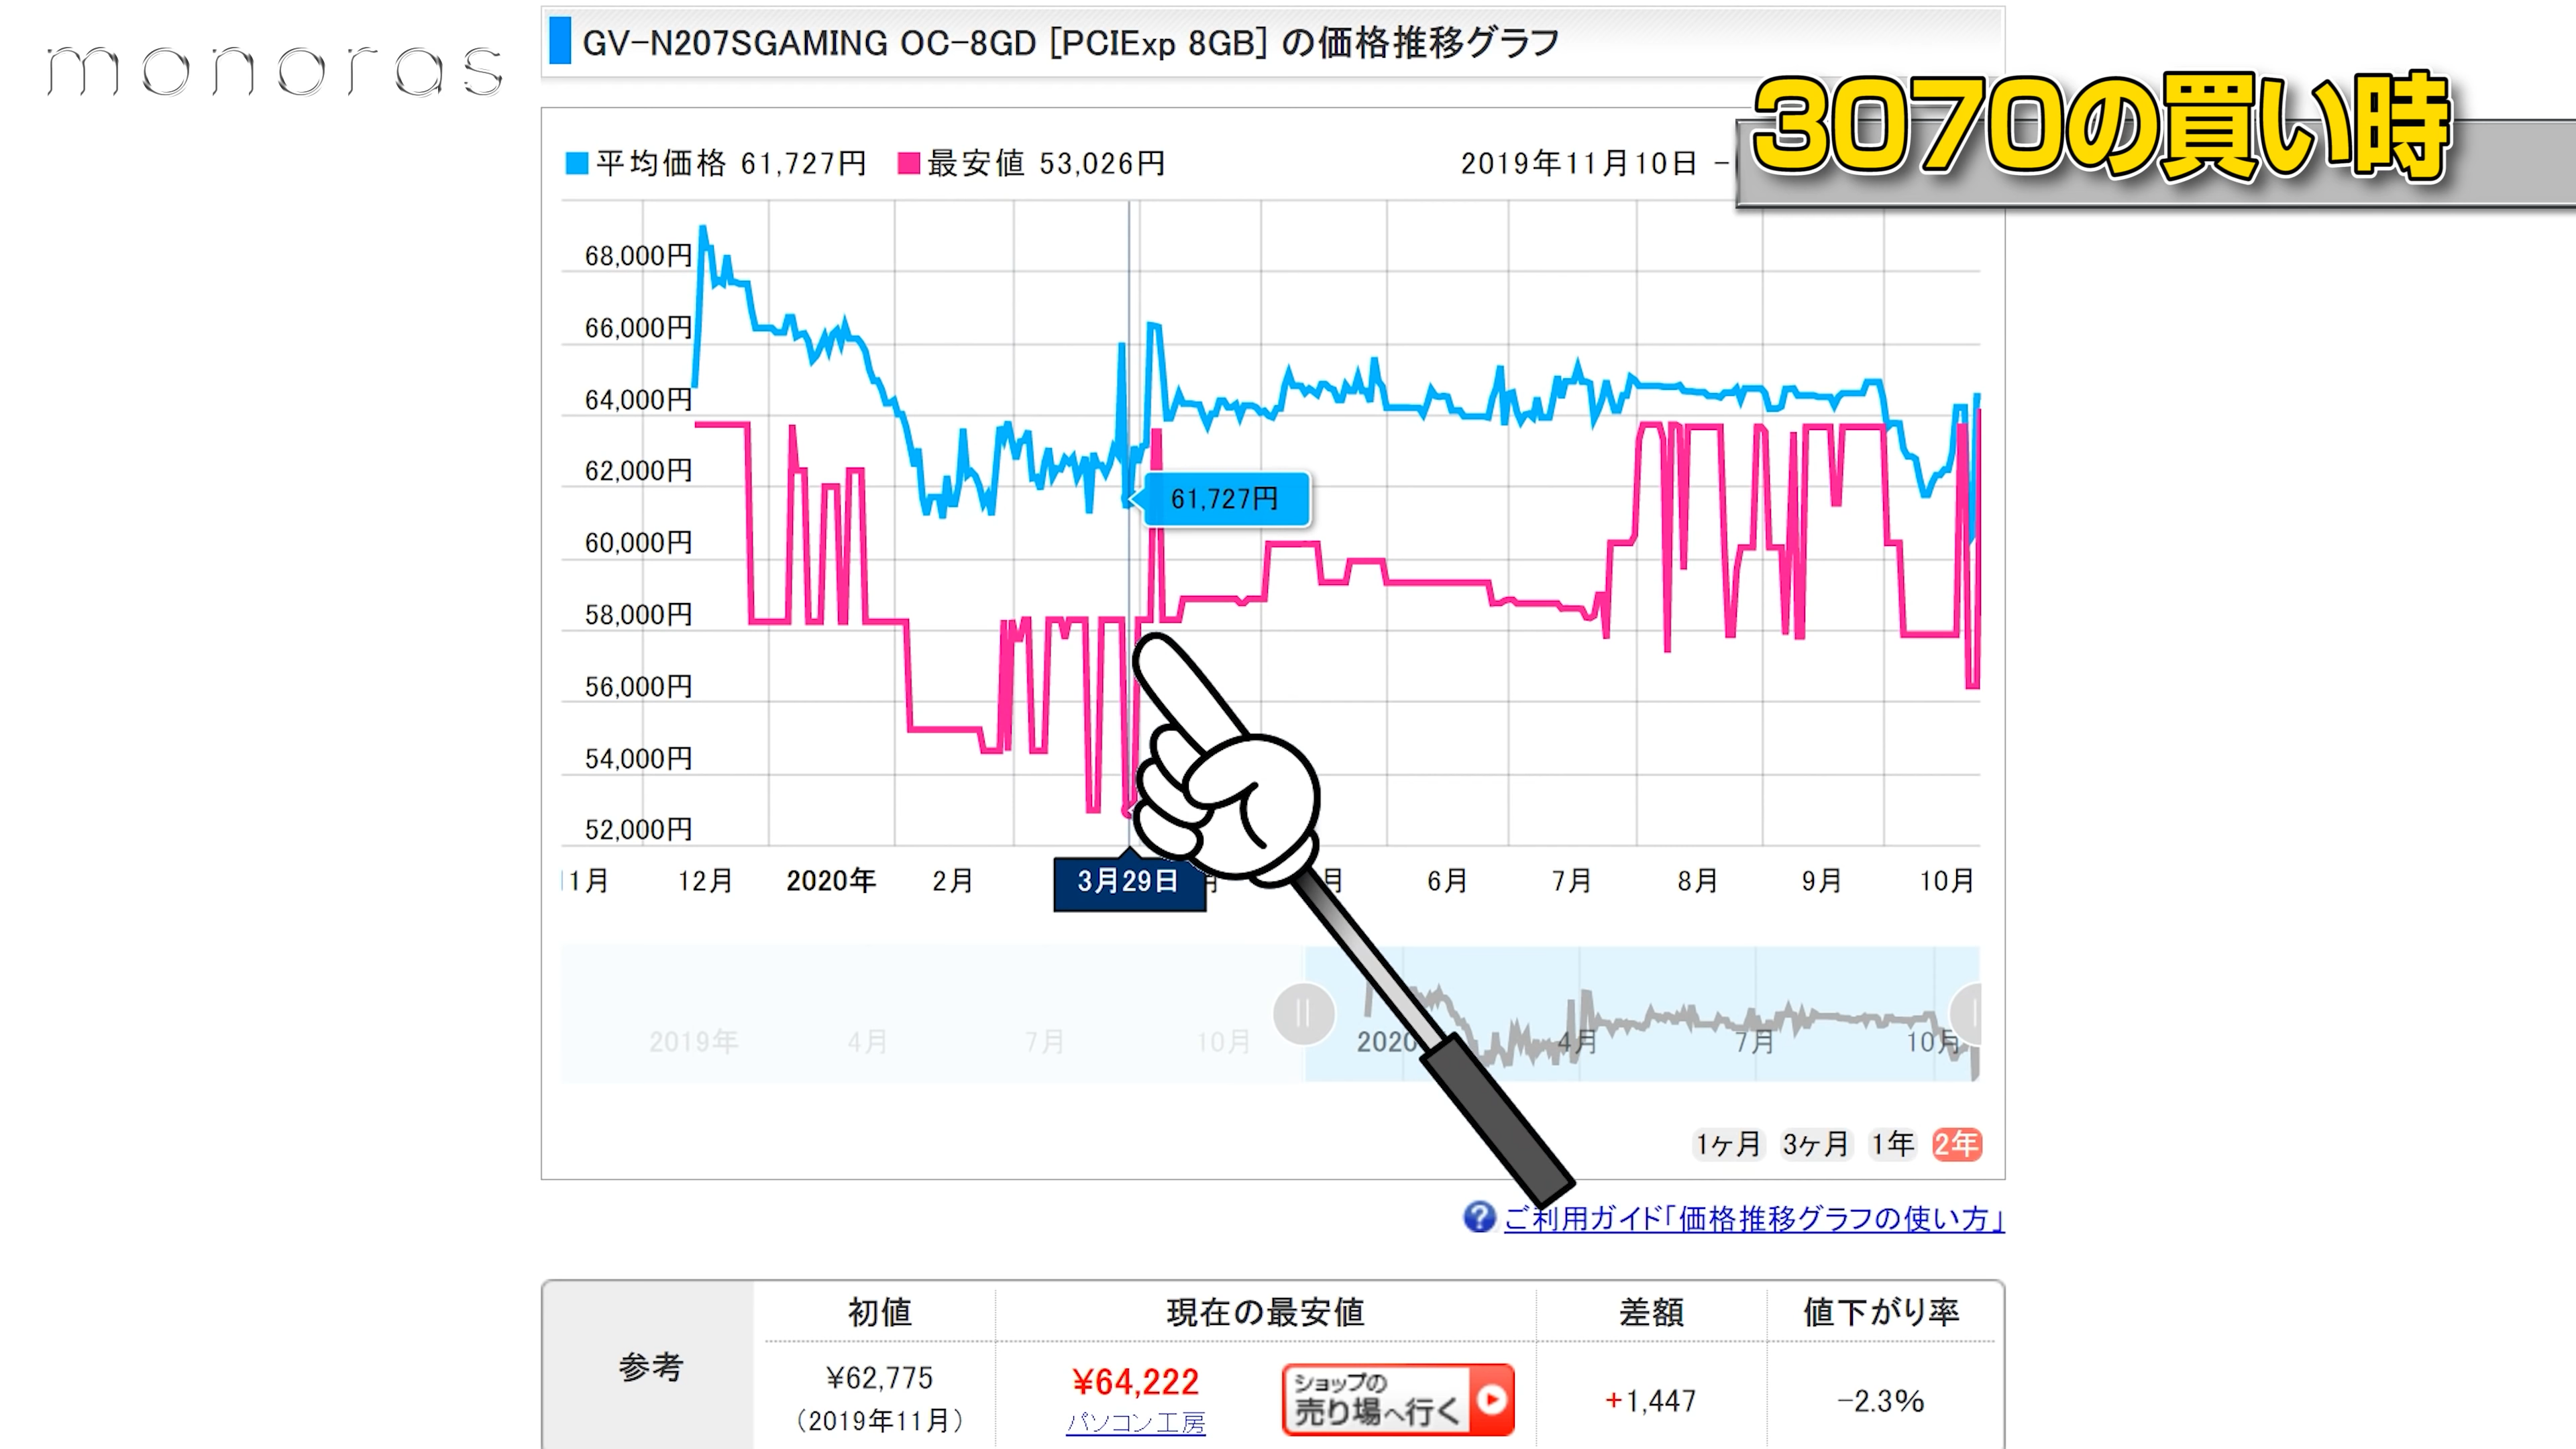 monoras
GV-N207SGAMING OC-8GD [PCIExp 8GB] の価格推移グラフ
3070の買い時
平均価格 61,727円 最安値 53,026円
2019年11月10日 -
68,000円
66,000円
64,000円
62,000円
60,000円
58,000円
56,000円
54,000円
52,000円
61,727円
11月 12月 2020年 2月 3月29日 月 月 6月 7月 8月 9月 10月
2019年 4月 7月 10月 2020 4月 7月 10月
1ヶ月 3ヶ月 1年 2年
?
ご利用ガイド「価格推移グラフの使い方」
参考
初値 現在の最安値 差額 値下がり率
¥62,775
（2019年11月）
¥64,222
パソコン工房
ショップの
売り場へ行く
+1,447
-2.3%